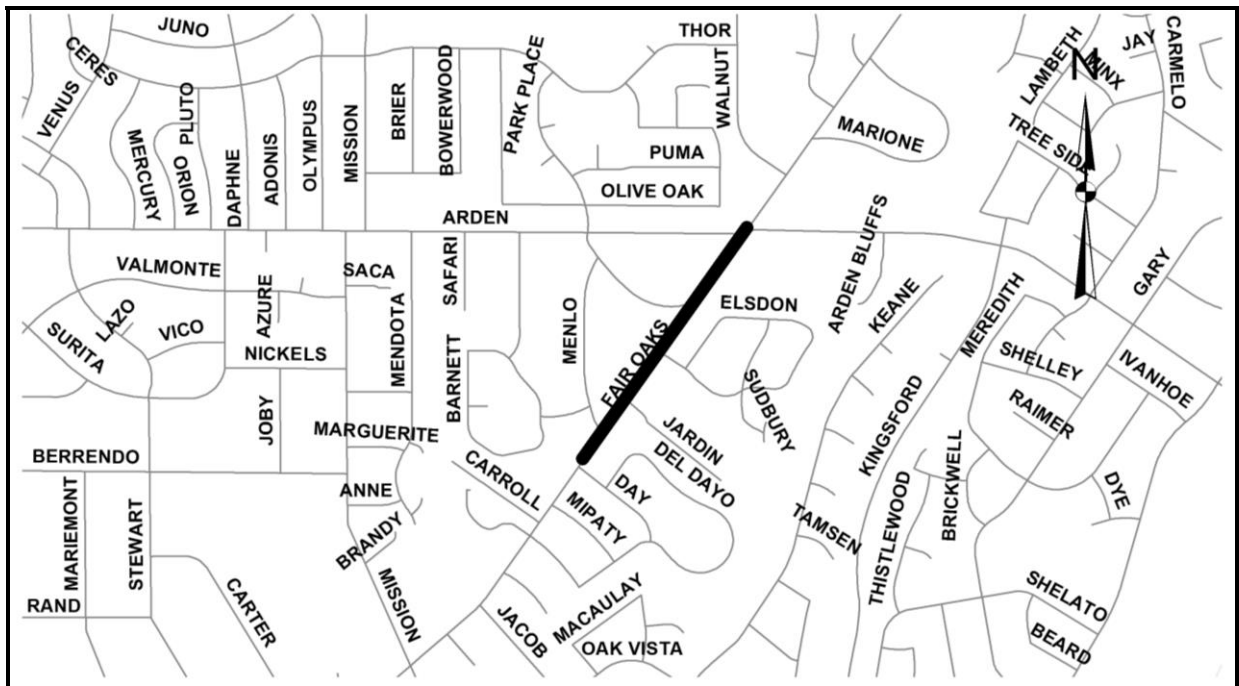 JUNO
THOR
LAMBETH
JAY
CARMELO
CERES
N
MINX
VENUS
PLUTO
BRIER
BOWERWOOD
PARK PLACE
WALNUT
MERCURY
ORION
DAPHNE
ADONIS
OLYMPUS
MISSION
MARIONE
TREE SIDE
PUMA
OLIVE OAK
ARDEN
ARDEN BLUFFS
VALMONTE
SACA
SAFARI
GARY
AZURE
ELSDON
KEANE
MEREDITH
LAZO
VICO
MENDOTA
MENLO
FAIR OAKS
SURITA
NICKELS
BARNETT
SHELLEY
IVANHOE
JOBY
SUDBURY
KINGSFORD
RAIMER
MARGUERITE
JARDIN
BERRENDO
CARROLL
DEL DAYO
BRICKWELL
ANNE
DAY
DYE
MARIEMONT
STEWART
MIPATY
TAMSEN
THISTLEWOOD
BRANDY
RAND
CARTER
MISSION
JACOB
MACAULAY
SHELATO
OAK VISTA
BEARD